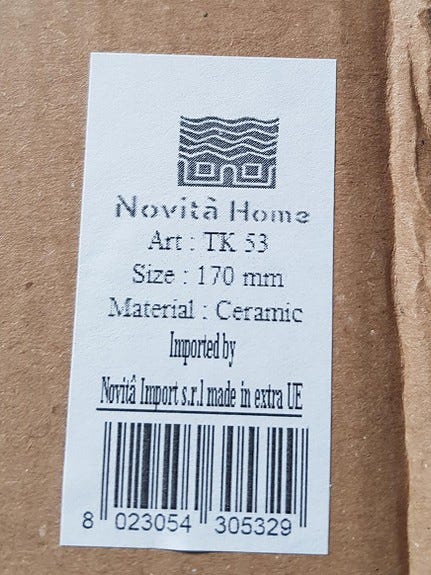 Novità Home
Art : TK 53
Size : 170 mm
Material : Ceramic
Imported by
Novitâ Import s.r.l made in extra UE
8 023054 305329